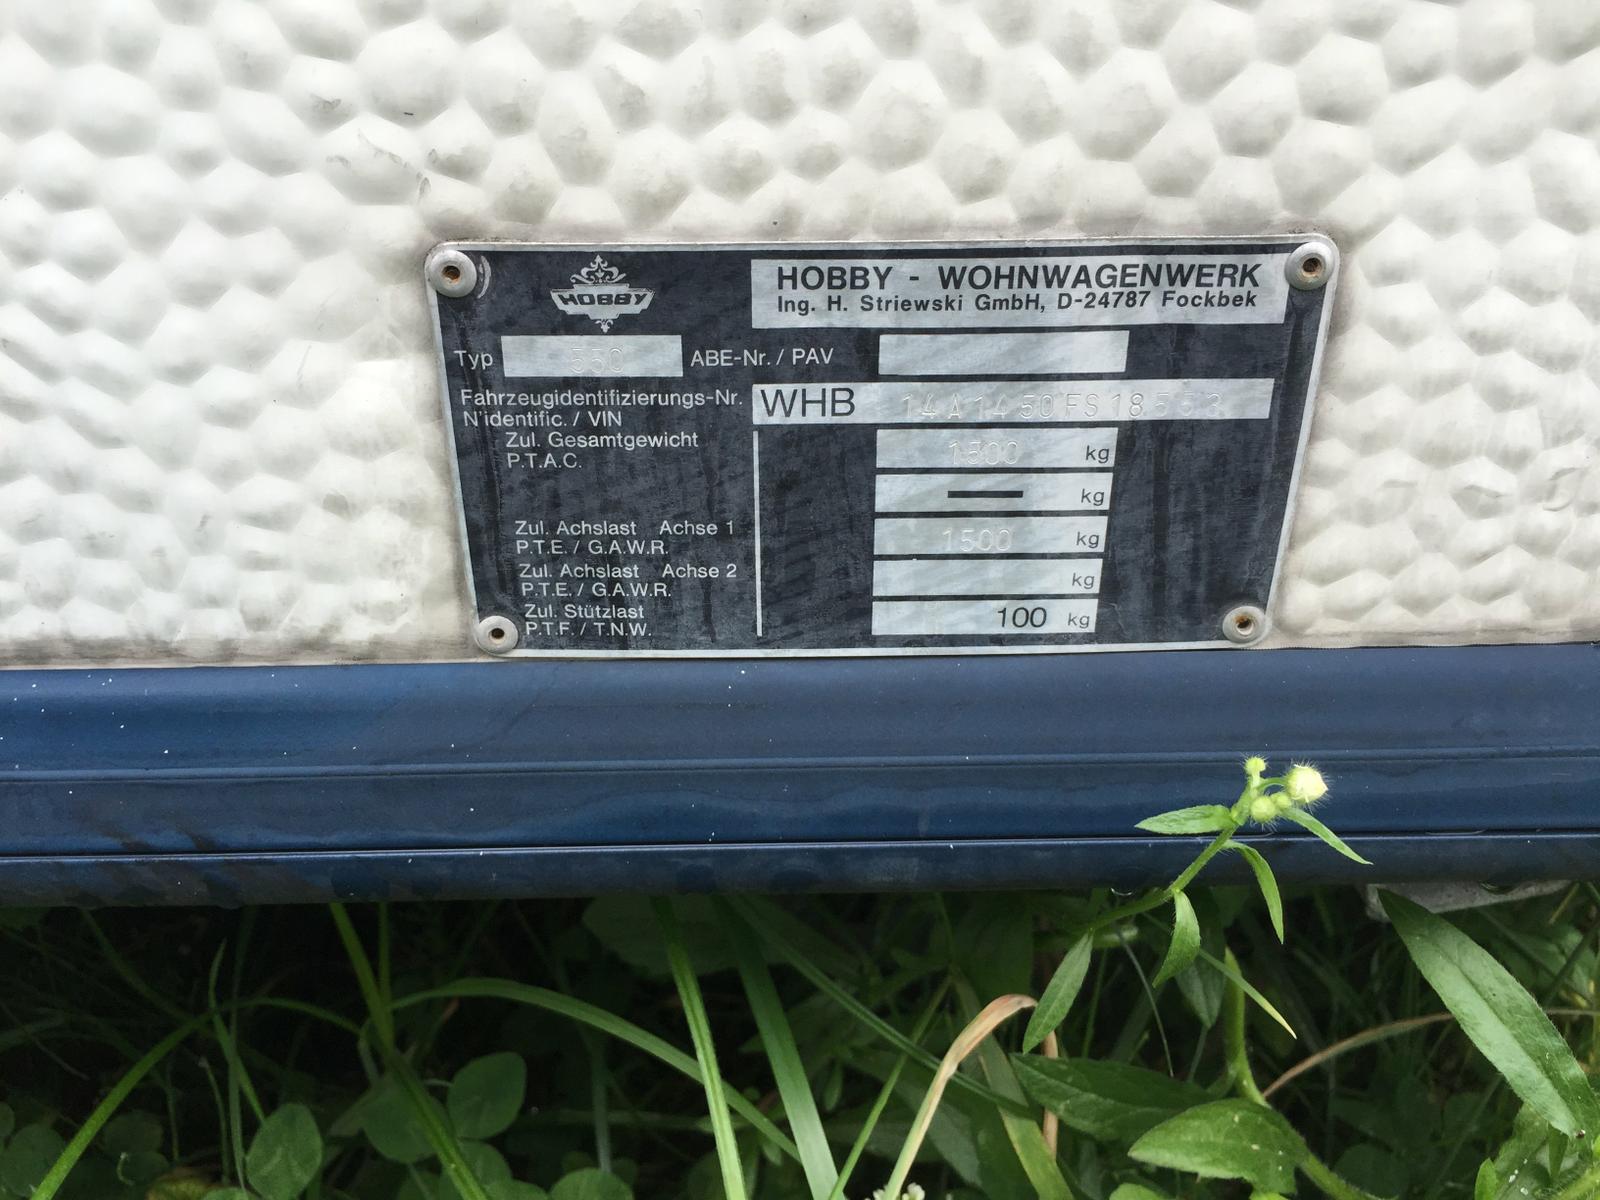 HOBBY
HOBBY - WOHNWAGENWERK
Ing. H. Striewski GmbH, D-24787 Fockbek
Typ 550 ABE-Nr. / PAV
Fahrzeugidentifizierungs-Nr.
N'identific. / VIN
WHB
Zul. Gesamtgewicht
P.T.A.C.
kg
— kg
Zul. Achslast Achse 1
P.T.E. / G.A.W.R.
1500 kg
Zul. Achslast Achse 2
P.T.E. / G.A.W.R.
kg
Zul. Stützlast
P.T.F. / T.N.W.
100 kg